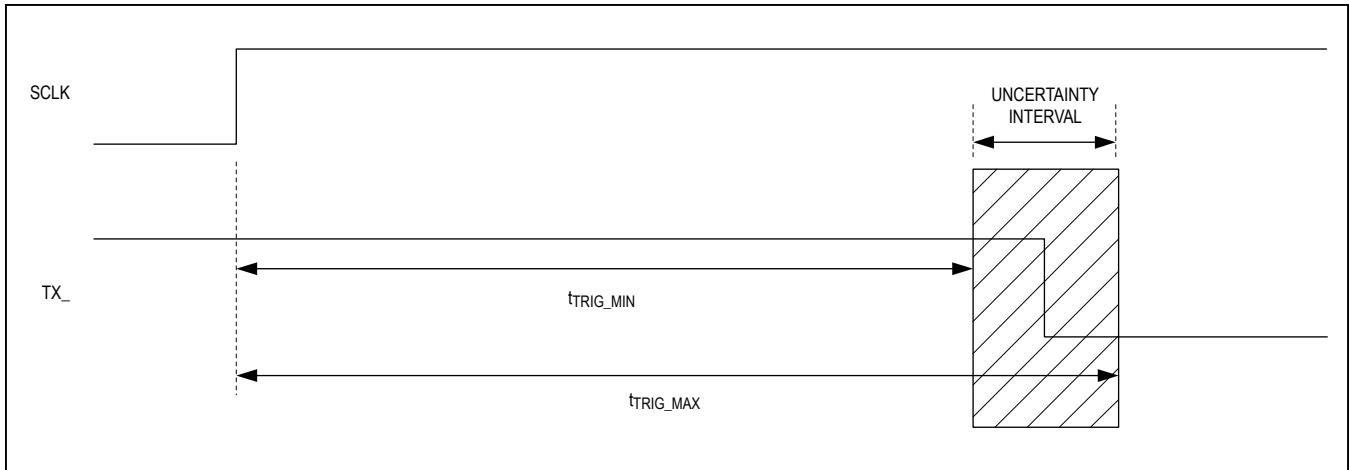 SCLK
UNCERTAINTY
INTERVAL
TX_
tTRIG_MIN
tTRIG_MAX